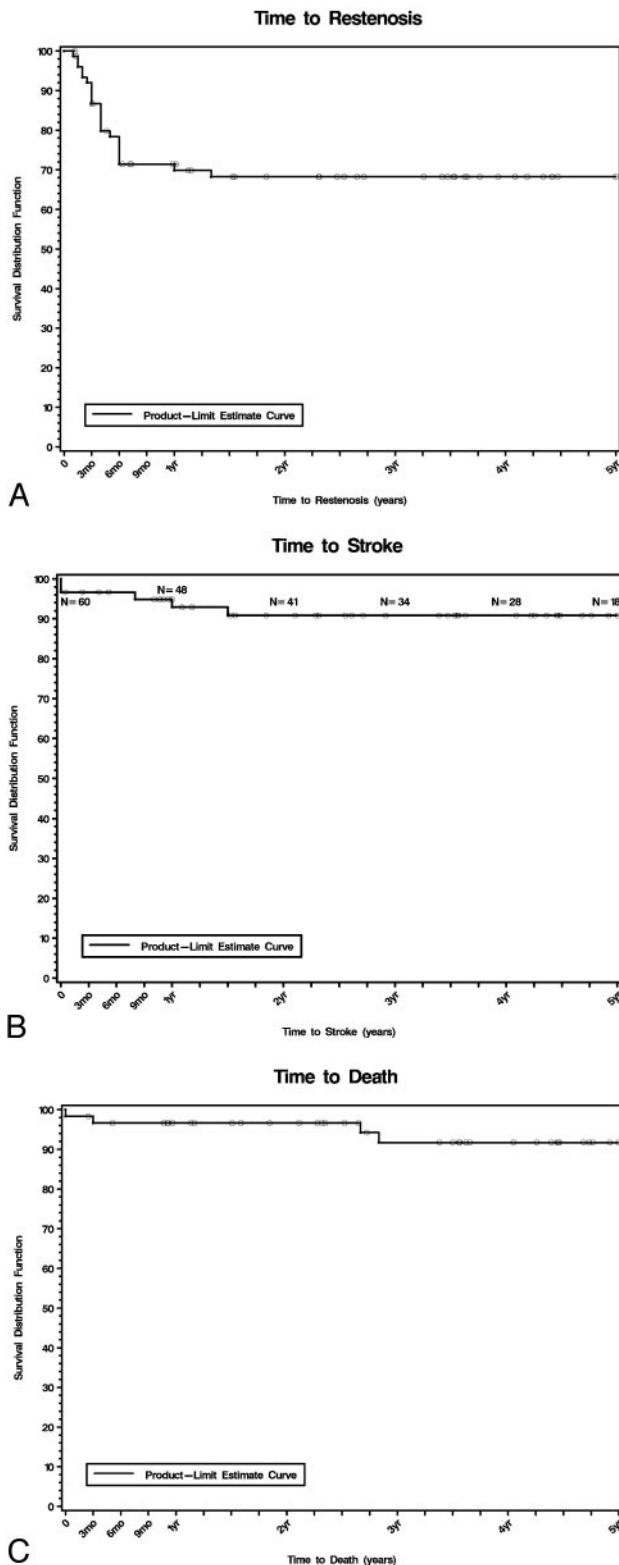 Time to Restenosis
Survival Distribution Function
100
90
80
70
60
50
40
30
20
10
0
Product-Limit Estimate Curve
0 3mo 6mo 9mo 1yr 2yr 3yr 4yr 5yr
Time to Restenosis (years)
A
Time to Stroke
Survival Distribution Function
100
90
80
70
60
50
40
30
20
10
0
N=60 N=48 N=41 N=34 N=28 N=18
Product-Limit Estimate Curve
0 3mo 6mo 9mo 1yr 2yr 3yr 4yr 5yr
Time to Stroke (years)
B
Time to Death
Survival Distribution Function
100
90
80
70
60
50
40
30
20
10
0
Product-Limit Estimate Curve
0 3mo 6mo 9mo 1yr 2yr 3yr 4yr 5yr
Time to Death (years)
C